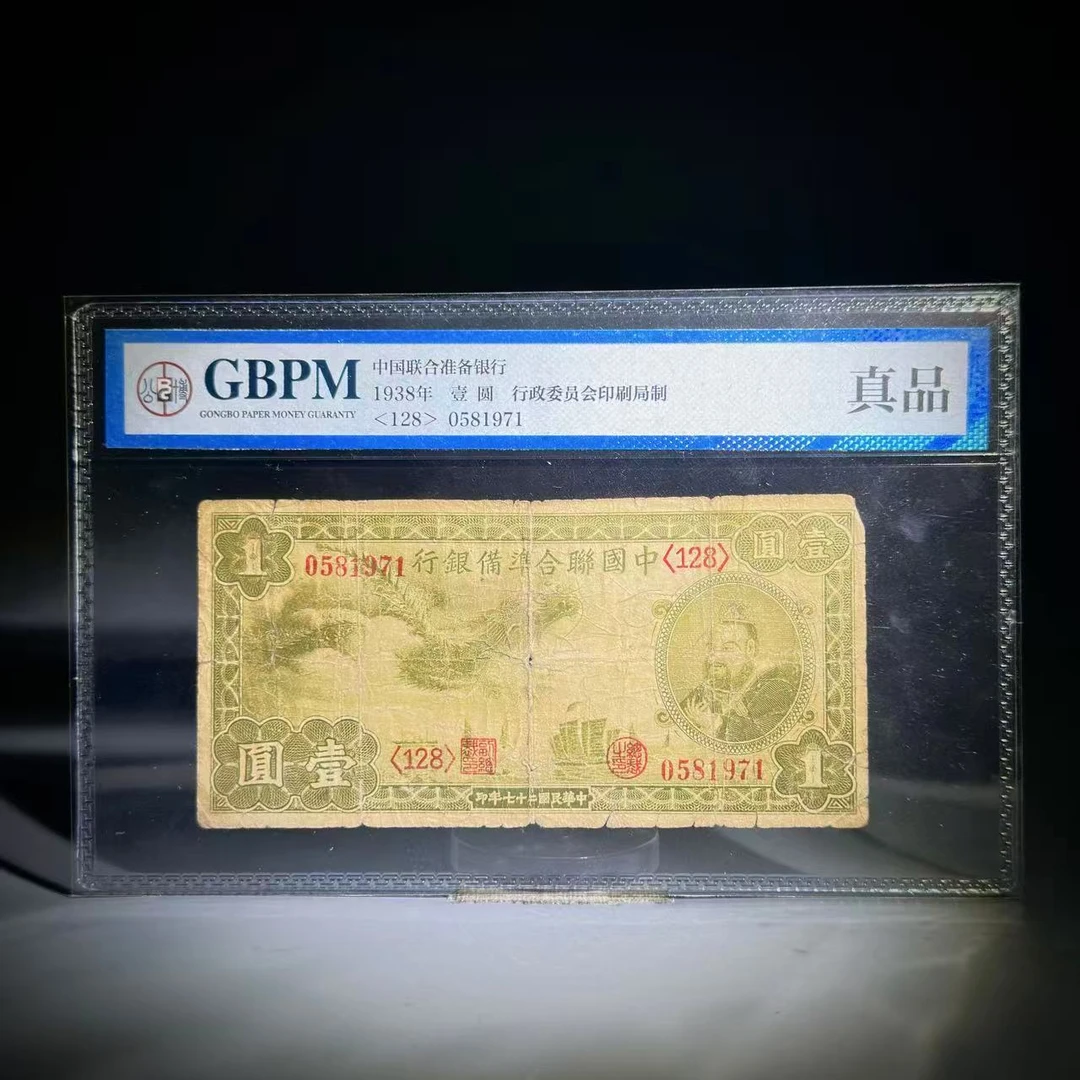 GBPM
GONGBO PAPER MONEY GUARANTY
中国联合准备银行
1938年 壹 圆 行政委员会印刷局制
<128> 0581971
真品
1
0581971
行銀備準合聯國中
〈128〉
圓壹
圓壹
〈128〉
0581971
1
印年七十二國民華中